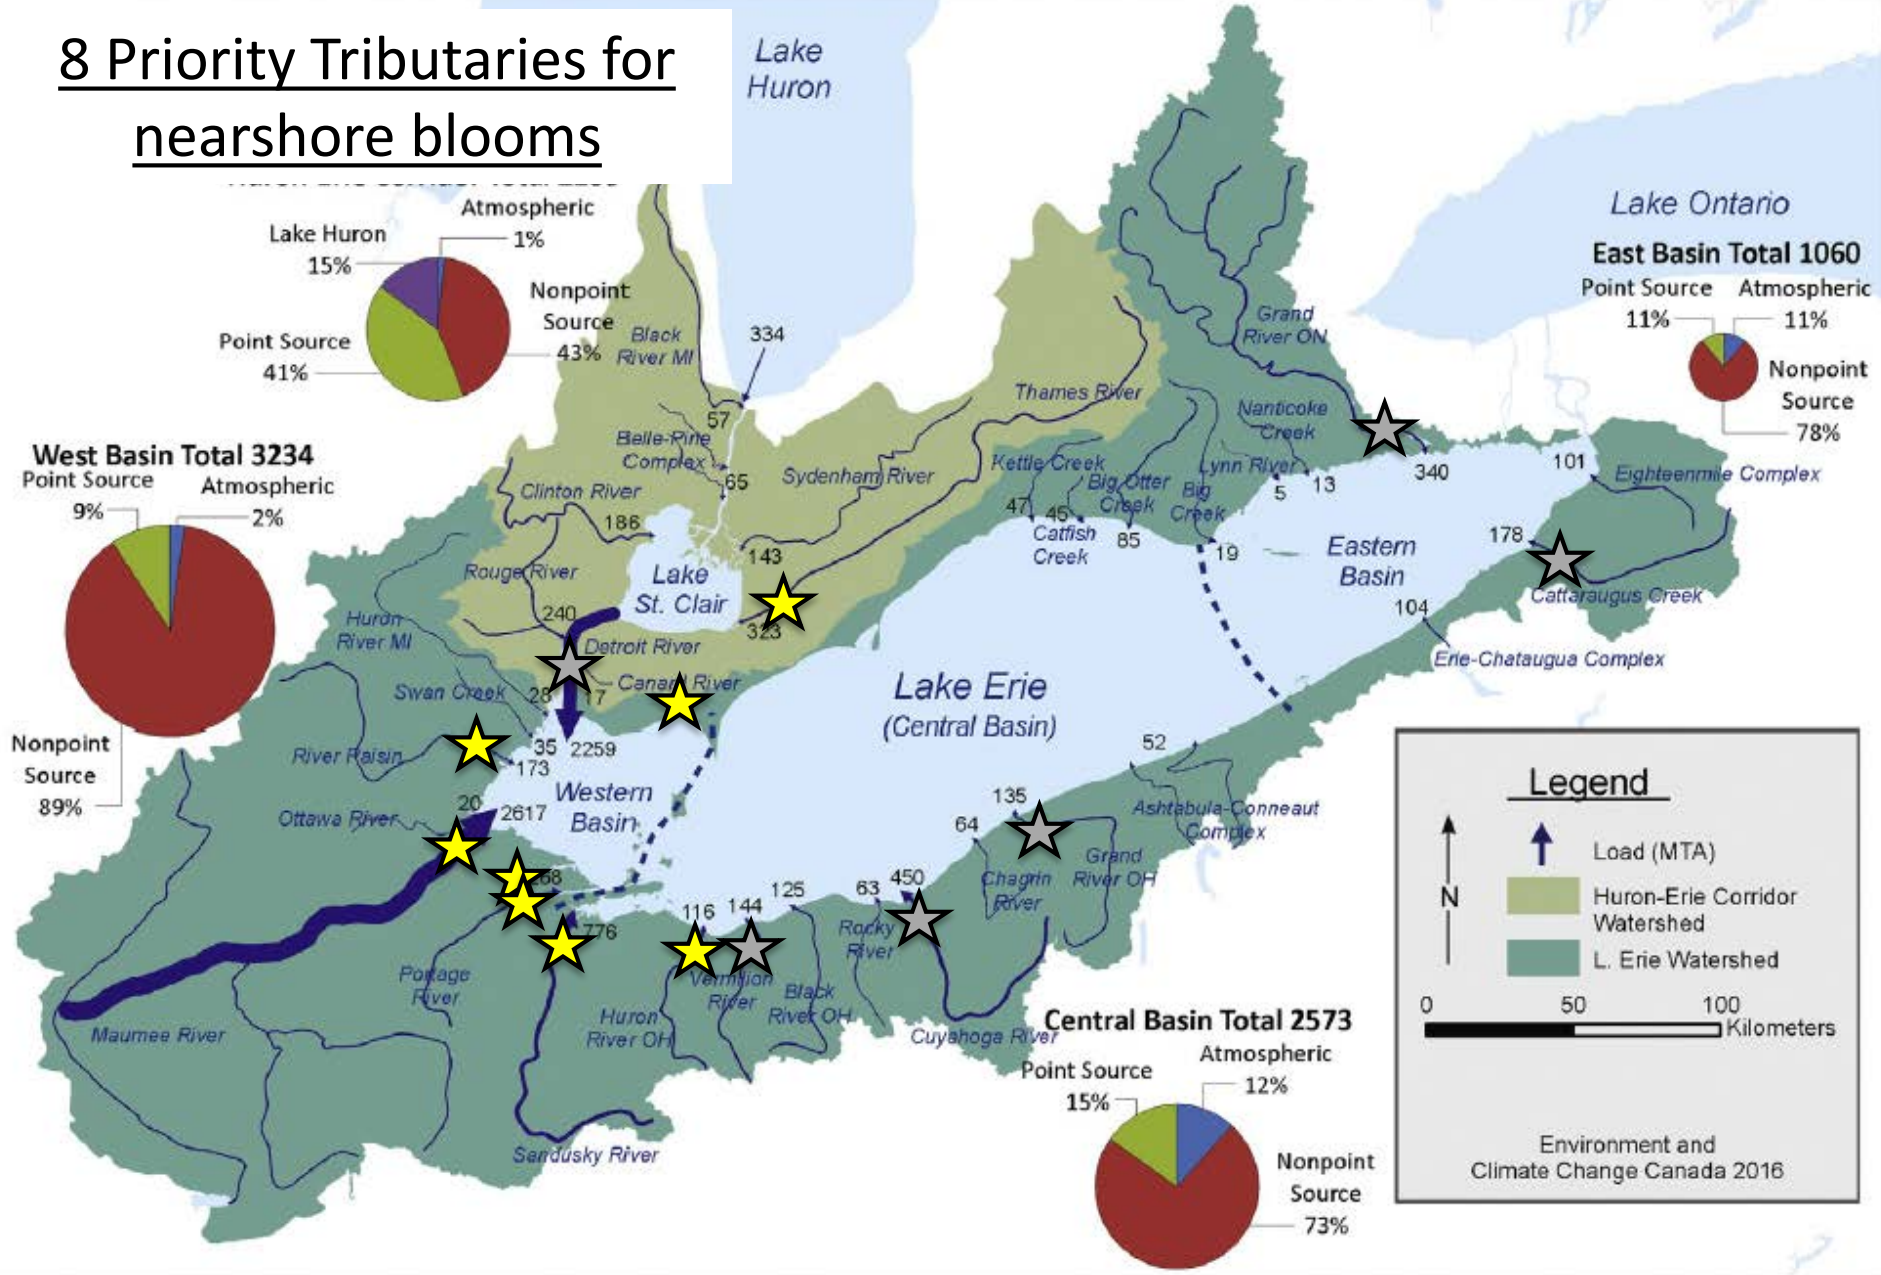 8 Priority Tributaries for
nearshore blooms
Lake
Huron
Lake Ontario
Atmospheric
1%
Lake Huron
15%
Nonpoint
Source
43%
Point Source
41%
East Basin Total 1060
Point Source
11%
Atmospheric
11%
Nonpoint
Source
78%
West Basin Total 3234
Point Source
9%
Atmospheric
2%
Nonpoint
Source
89%
Black
River MI
334
57
Belle-Pine
Complex
65
Clinton River
186
Sydenham River
143
Thames River
323
Grand
River ON
Nanticoke
Creek
Lynn River
Kettle Creek
Big Otter
Creek
Big
Creek
47
45
Catfish
Creek
85
19
5
13
340
101
Eighteenmile Complex
178
Cattaraugus Creek
Eastern
Basin
104
Erie-Chataugua Complex
Rouge River
240
Lake
St. Clair
Detroit River
Canard River
7
Huron
River MI
Swan Creek
28
35
2259
River Raisin
173
Lake Erie
(Central Basin)
Western
Basin
20
2617
Ottawa River
268
776
116
144
125
63
450
64
135
52
Ashtabula-Conneaut
Complex
Grand
River OH
Chagrin
River
Rocky
River
Portage
River
Vermilion
River
Black
River OH
Huron
River OH
Maumee River
Cuyahoga River
Sandusky River
Central Basin Total 2573
Point Source
15%
Atmospheric
12%
Nonpoint
Source
73%
Legend
N
Load (MTA)
Huron-Erie Corridor
Watershed
L. Erie Watershed
0 50 100
Kilometers
Environment and
Climate Change Canada 2016